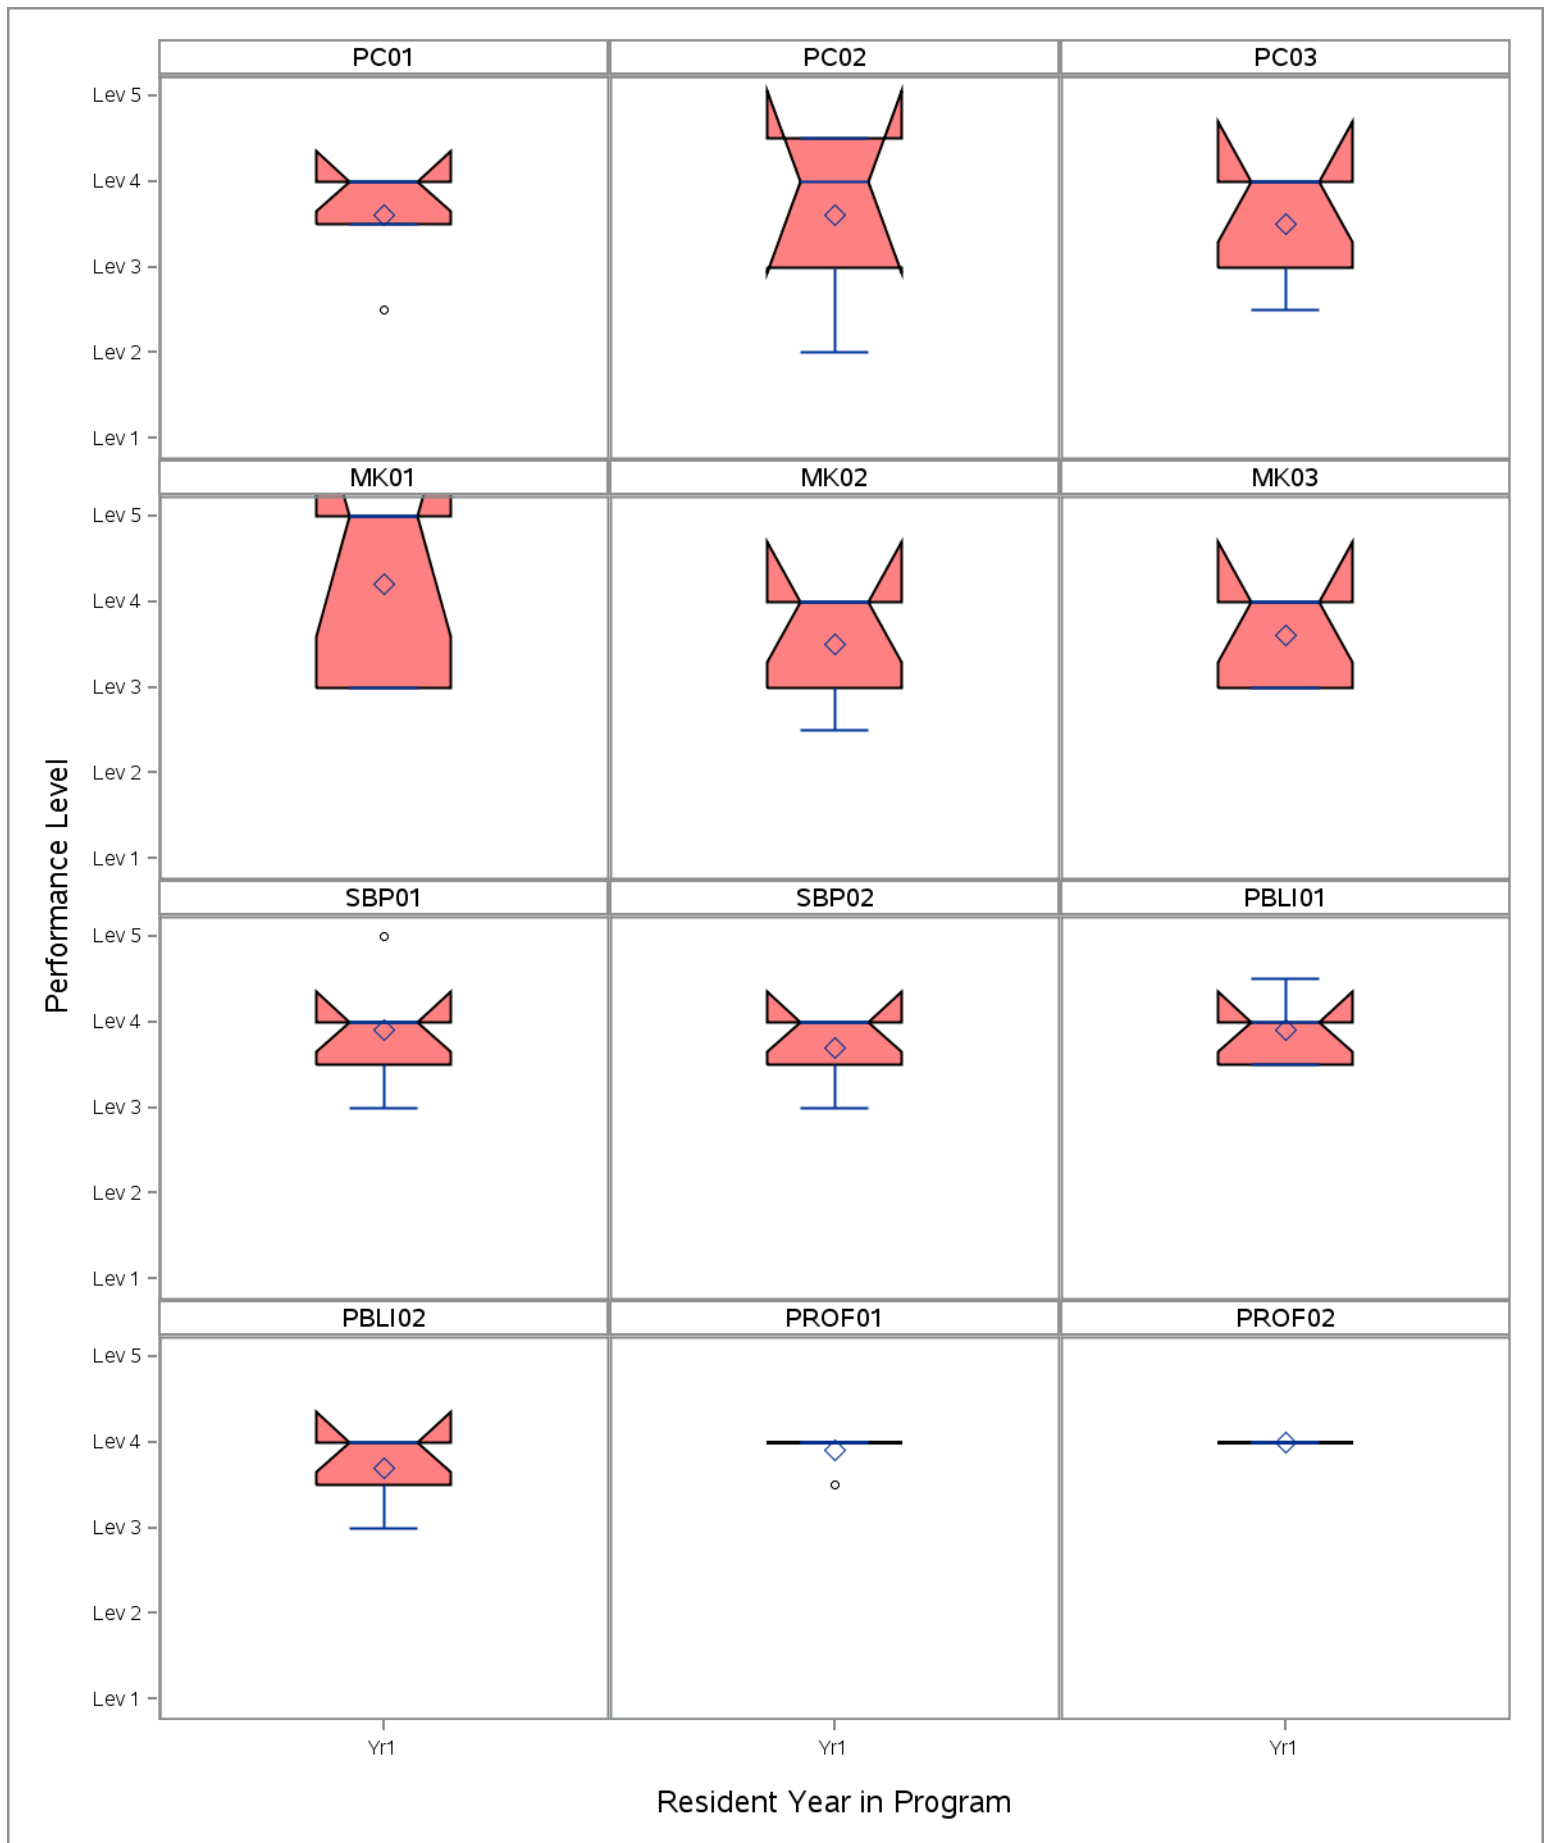 PC01 PC02 PC03
Lev 5
Lev 4
Lev 3
Lev 2
Lev 1
MK01 MK02 MK03
Lev 5
Lev 4
Lev 3
Lev 2
Lev 1
Performance Level
SBP01 SBP02 PBLI01
Lev 5
Lev 4
Lev 3
Lev 2
Lev 1
PBLI02 PROF01 PROF02
Lev 5
Lev 4
Lev 3
Lev 2
Lev 1
Yr1 Yr1 Yr1
Resident Year in Program